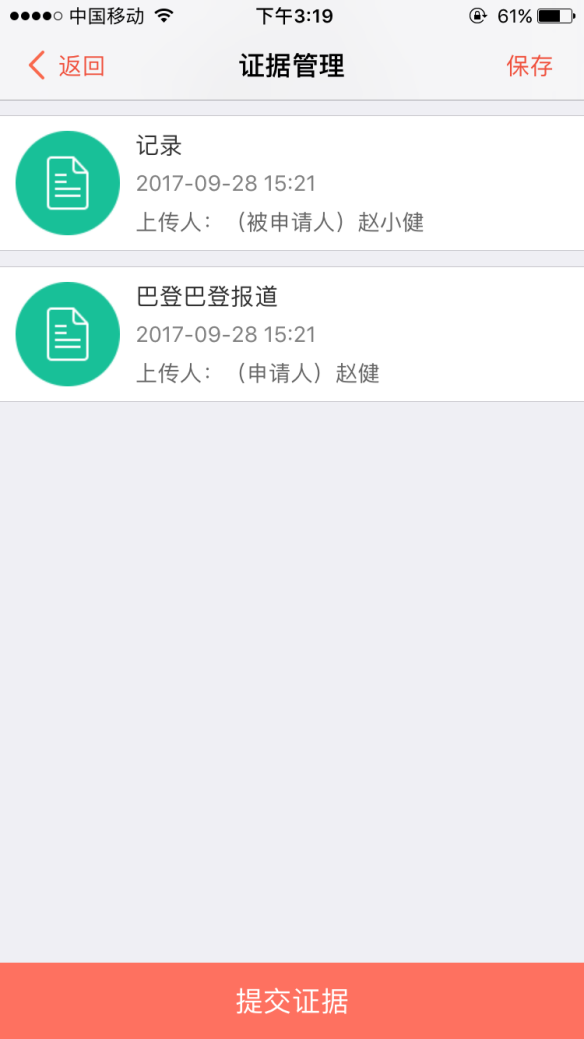 中国移动 下午3:19 61%
返回 证据管理 保存
记录
2017-09-28 15:21
上传人：（被申请人）赵小健
巴登巴登报道
2017-09-28 15:21
上传人：（申请人）赵健
提交证据